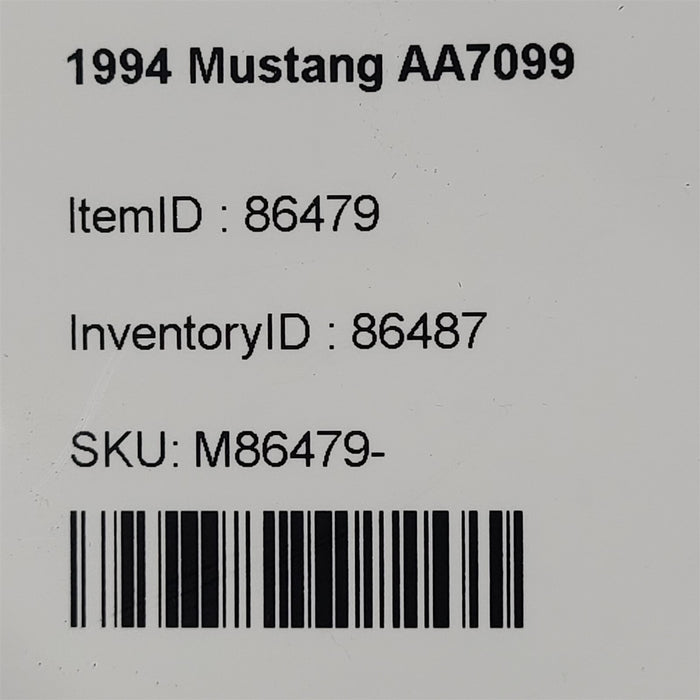 1994 Mustang AA7099
ItemID : 86479
InventoryID : 86487
SKU: M86479-